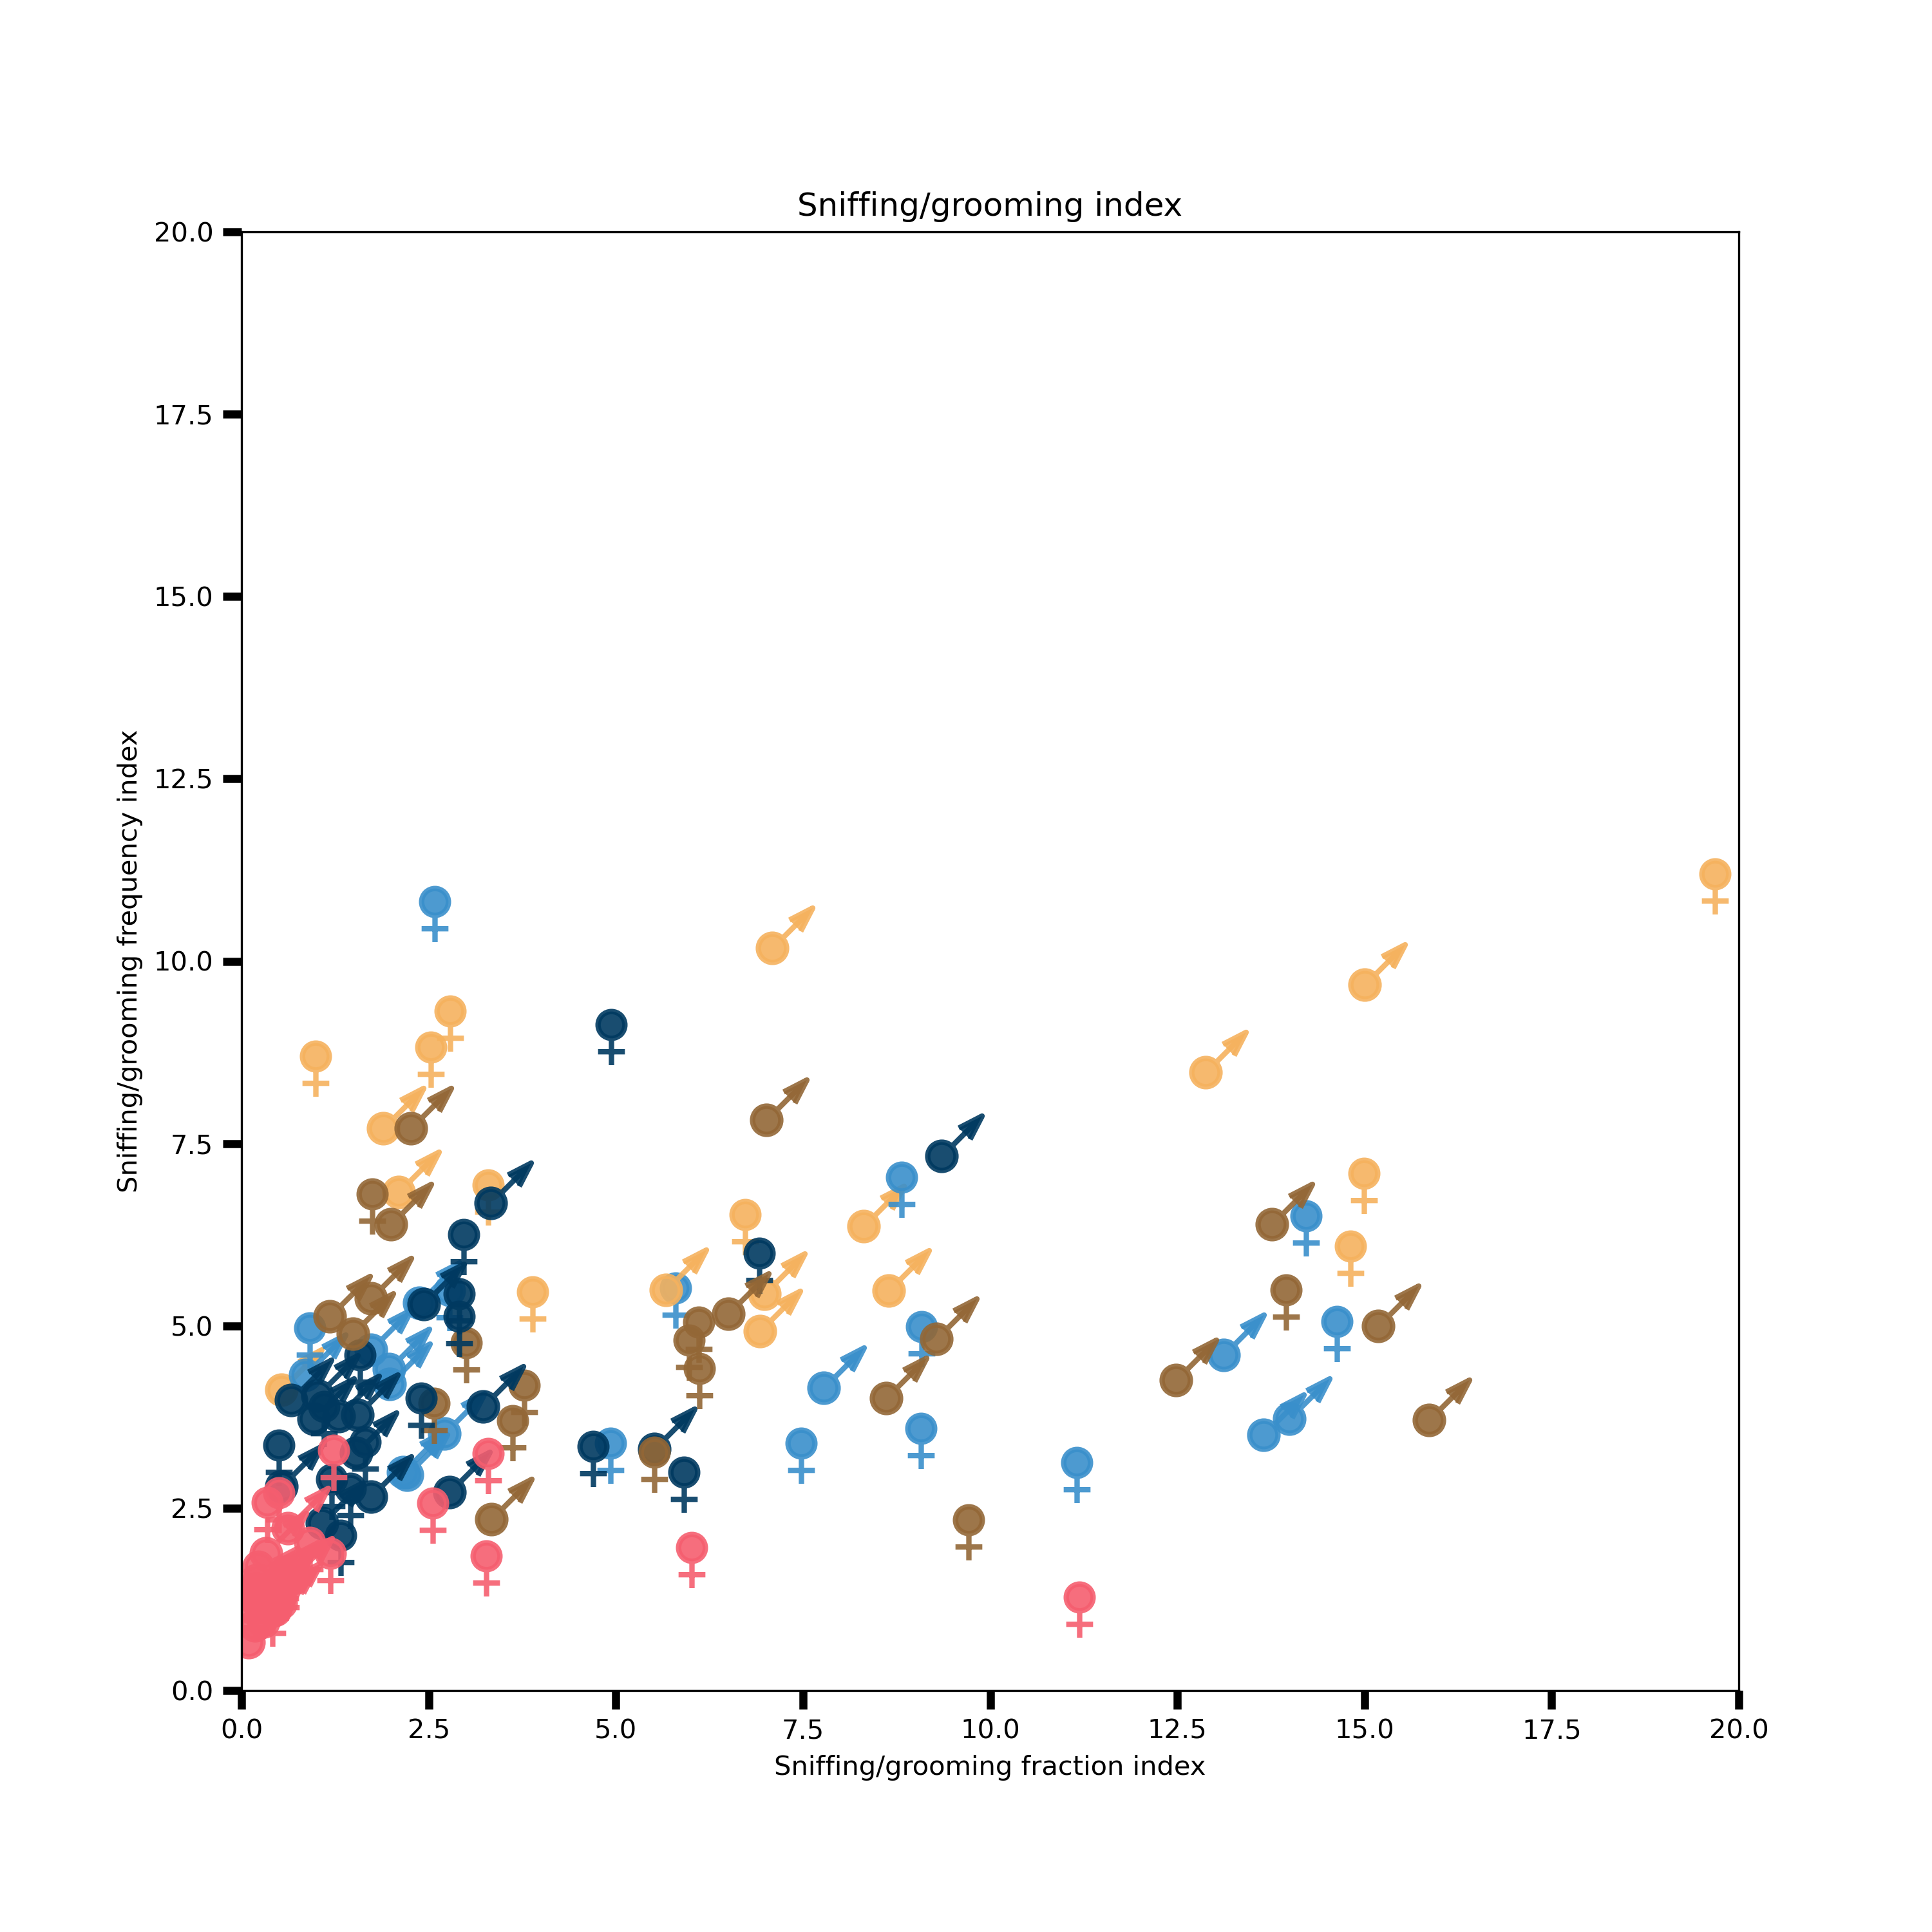 Sniffing/grooming index
20.0
17.5
15.0
12.5
10.0
7.5
5.0
2.5
0.0
Sniffing/grooming frequency index
0.0 2.5 5.0 7.5 10.0 12.5 15.0 17.5 20.0
Sniffing/grooming fraction index